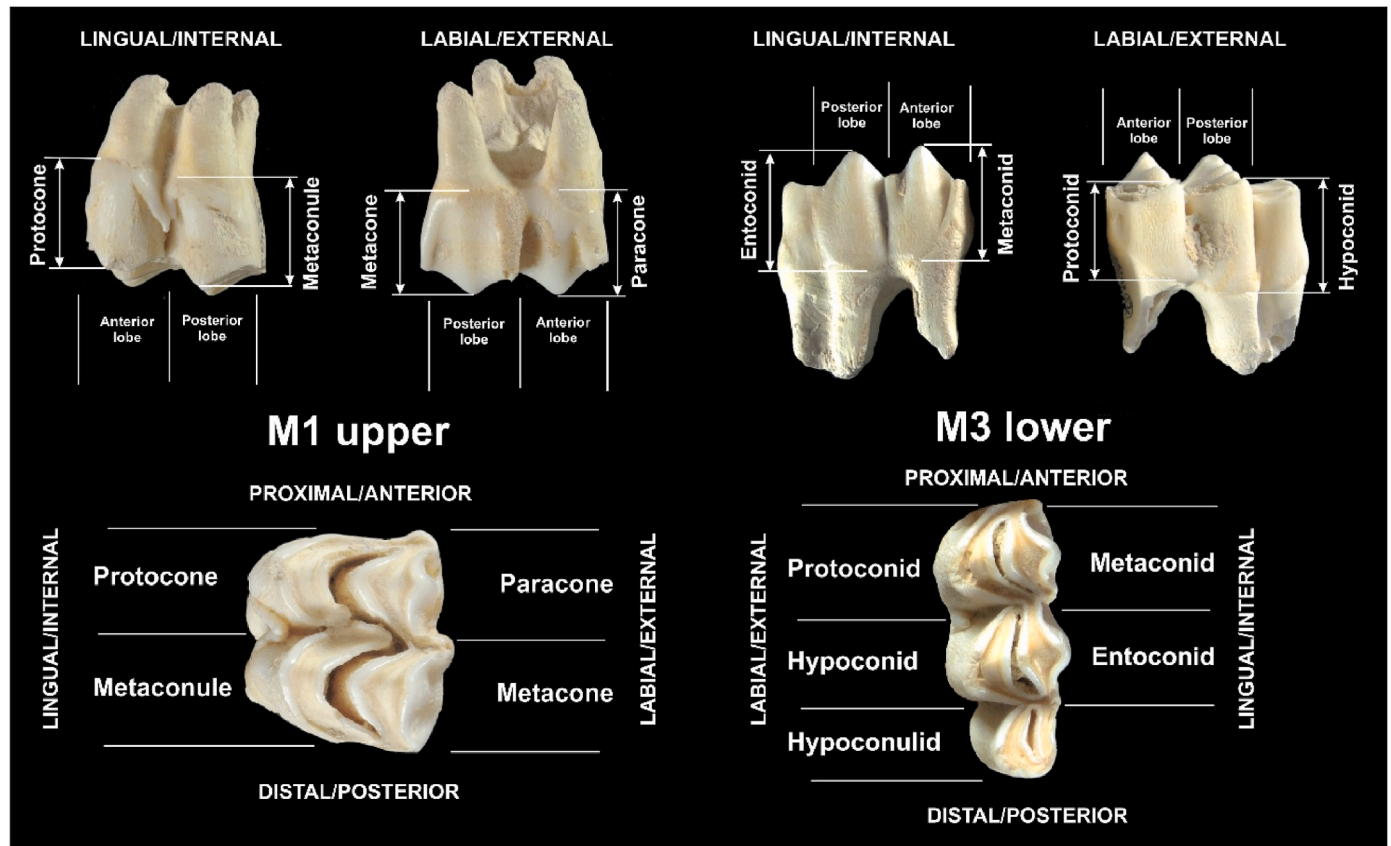 LINGUAL/INTERNAL
LABIAL/EXTERNAL
Protocone
Metaconule
Anterior
lobe
Posterior
lobe
Metacone
Paracone
Posterior
lobe
Anterior
lobe
M1 upper
PROXIMAL/ANTERIOR
LINGUAL/INTERNAL
Protocone
Paracone
Metaconule
Metacone
LABIAL/EXTERNAL
DISTAL/POSTERIOR
LINGUAL/INTERNAL
LABIAL/EXTERNAL
Posterior
lobe
Anterior
lobe
Entoconid
Metaconid
Anterior
lobe
Posterior
lobe
Protoconid
Hypoconid
M3 lower
PROXIMAL/ANTERIOR
LABIAL/EXTERNAL
Protoconid
Metaconid
Hypoconid
Entoconid
Hypoconulid
LINGUAL/INTERNAL
DISTAL/POSTERIOR